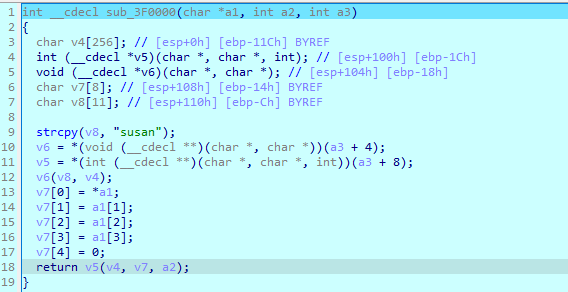 1 int __cdecl sub_3F0000(char *a1, int a2, int a3)
2 {
3 char v4[256]; // [esp+0h] [ebp-11Ch] BYREF
4 int (__cdecl *v5)(char *, char *, int); // [esp+100h] [ebp-1Ch]
5 void (__cdecl *v6)(char *, char *); // [esp+104h] [ebp-18h]
6 char v7[8]; // [esp+108h] [ebp-14h] BYREF
7 char v8[11]; // [esp+110h] [ebp-Ch] BYREF
8
9 strcpy(v8, "susan");
10 v6 = *(void (__cdecl **)(char *, char *))(a3 + 4);
11 v5 = *(int (__cdecl **)(char *, char *, int))(a3 + 8);
12 v6(v8, v4);
13 v7[0] = *a1;
14 v7[1] = a1[1];
15 v7[2] = a1[2];
16 v7[3] = a1[3];
17 v7[4] = 0;
18 return v5(v4, v7, a2);
19 }